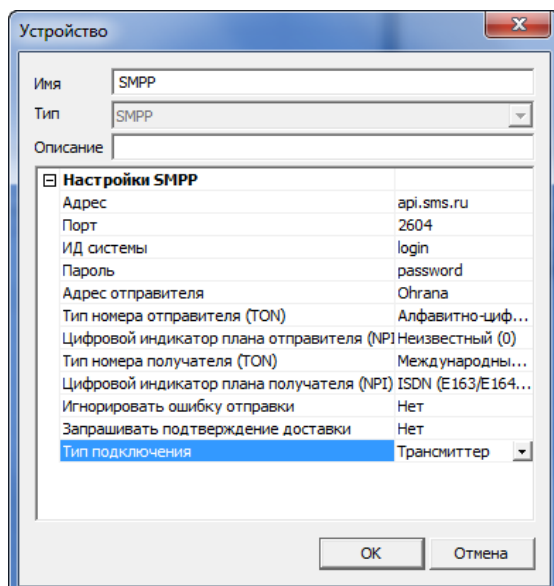 Устройство
Имя SMPP
Тип SMPP
Описание
Настройки SMPP
Адрес api.sms.ru
Порт 2604
ИД системы login
Пароль password
Адрес отправителя Ohrana
Тип номера отправителя (TON) Алфавитно-циф...
Цифровой индикатор плана отправителя (NPI Неизвестный (0)
Тип номера получателя (TON) Международны...
Цифровой индикатор плана получателя (NPI) ISDN (E163/E164...
Игнорировать ошибку отправки Нет
Запрашивать подтверждение доставки Нет
Тип подключения Трансмиттер
OK Отмена